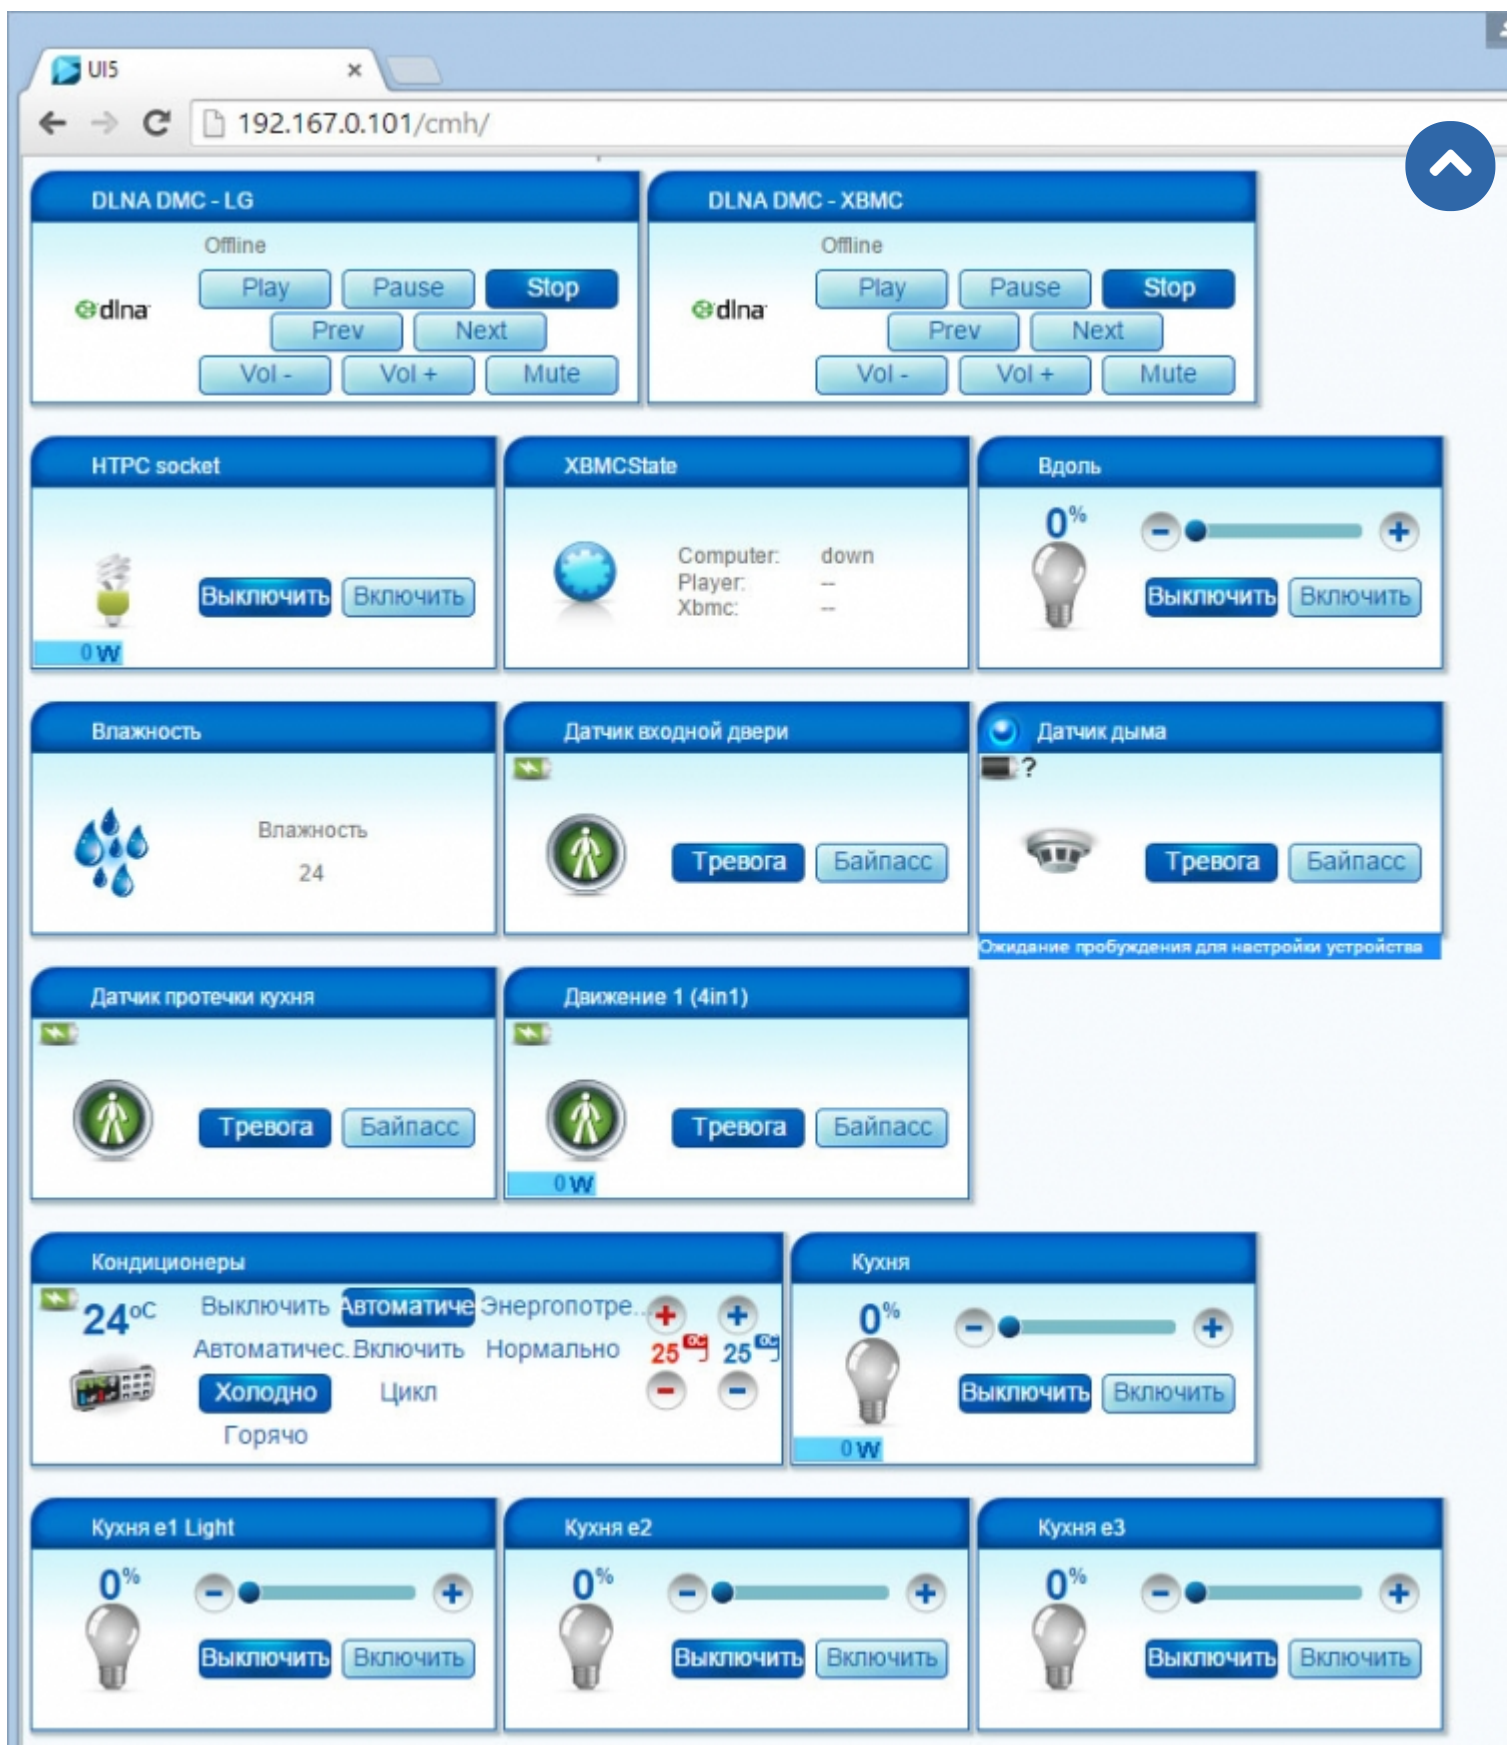 UI5
192.167.0.101/cmh/
DLNA DMC - LG
Offline
dlna
Play Pause Stop
Prev Next
Vol - Vol + Mute
DLNA DMC - XBMC
Offline
dlna
Play Pause Stop
Prev Next
Vol - Vol + Mute
HTPC socket
Выключить Включить
0 W
XBMCState
Computer: down
Player: --
Xbmc: --
Вдоль
0%
Выключить Включить
Влажность
Влажность
24
Датчик входной двери
Тревога Байпасс
Датчик дыма
?
Тревога Байпасс
Ожидание пробуждения для настройки устройства
Датчик протечки кухня
Тревога Байпасс
Движение 1 (4in1)
Тревога Байпасс
0 W
Кондиционеры
24°C
Выключить Автоматиче Энергопотре...
Автоматичес. Включить Нормально
25 °C 25 °C
Холодно Цикл
Горячо
Кухня
0%
Выключить Включить
0 W
Кухня e1 Light
0%
Выключить Включить
Кухня e2
0%
Выключить Включить
Кухня e3
0%
Выключить Включить